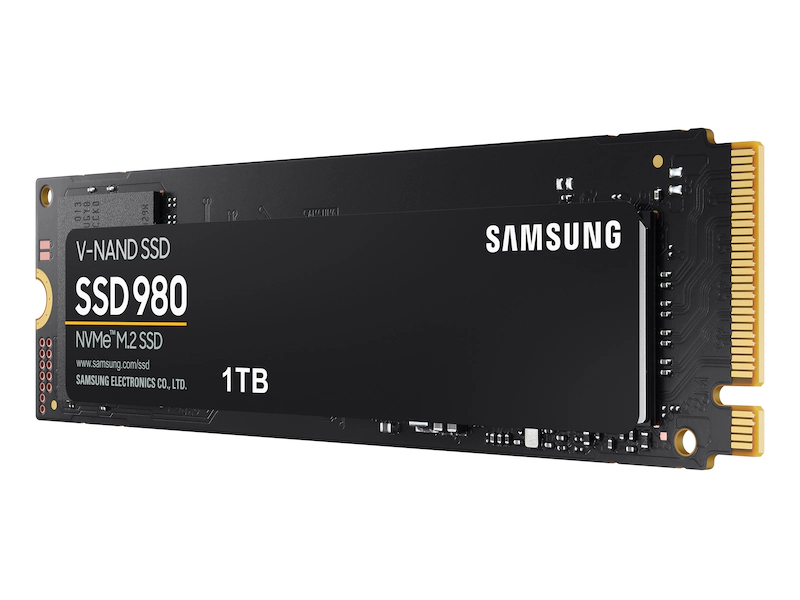 V-NAND SSD
SAMSUNG
SSD 980
NVMe™ M.2 SSD
www.samsung.com/ssd
SAMSUNG ELECTRONICS CO., LTD.
1TB